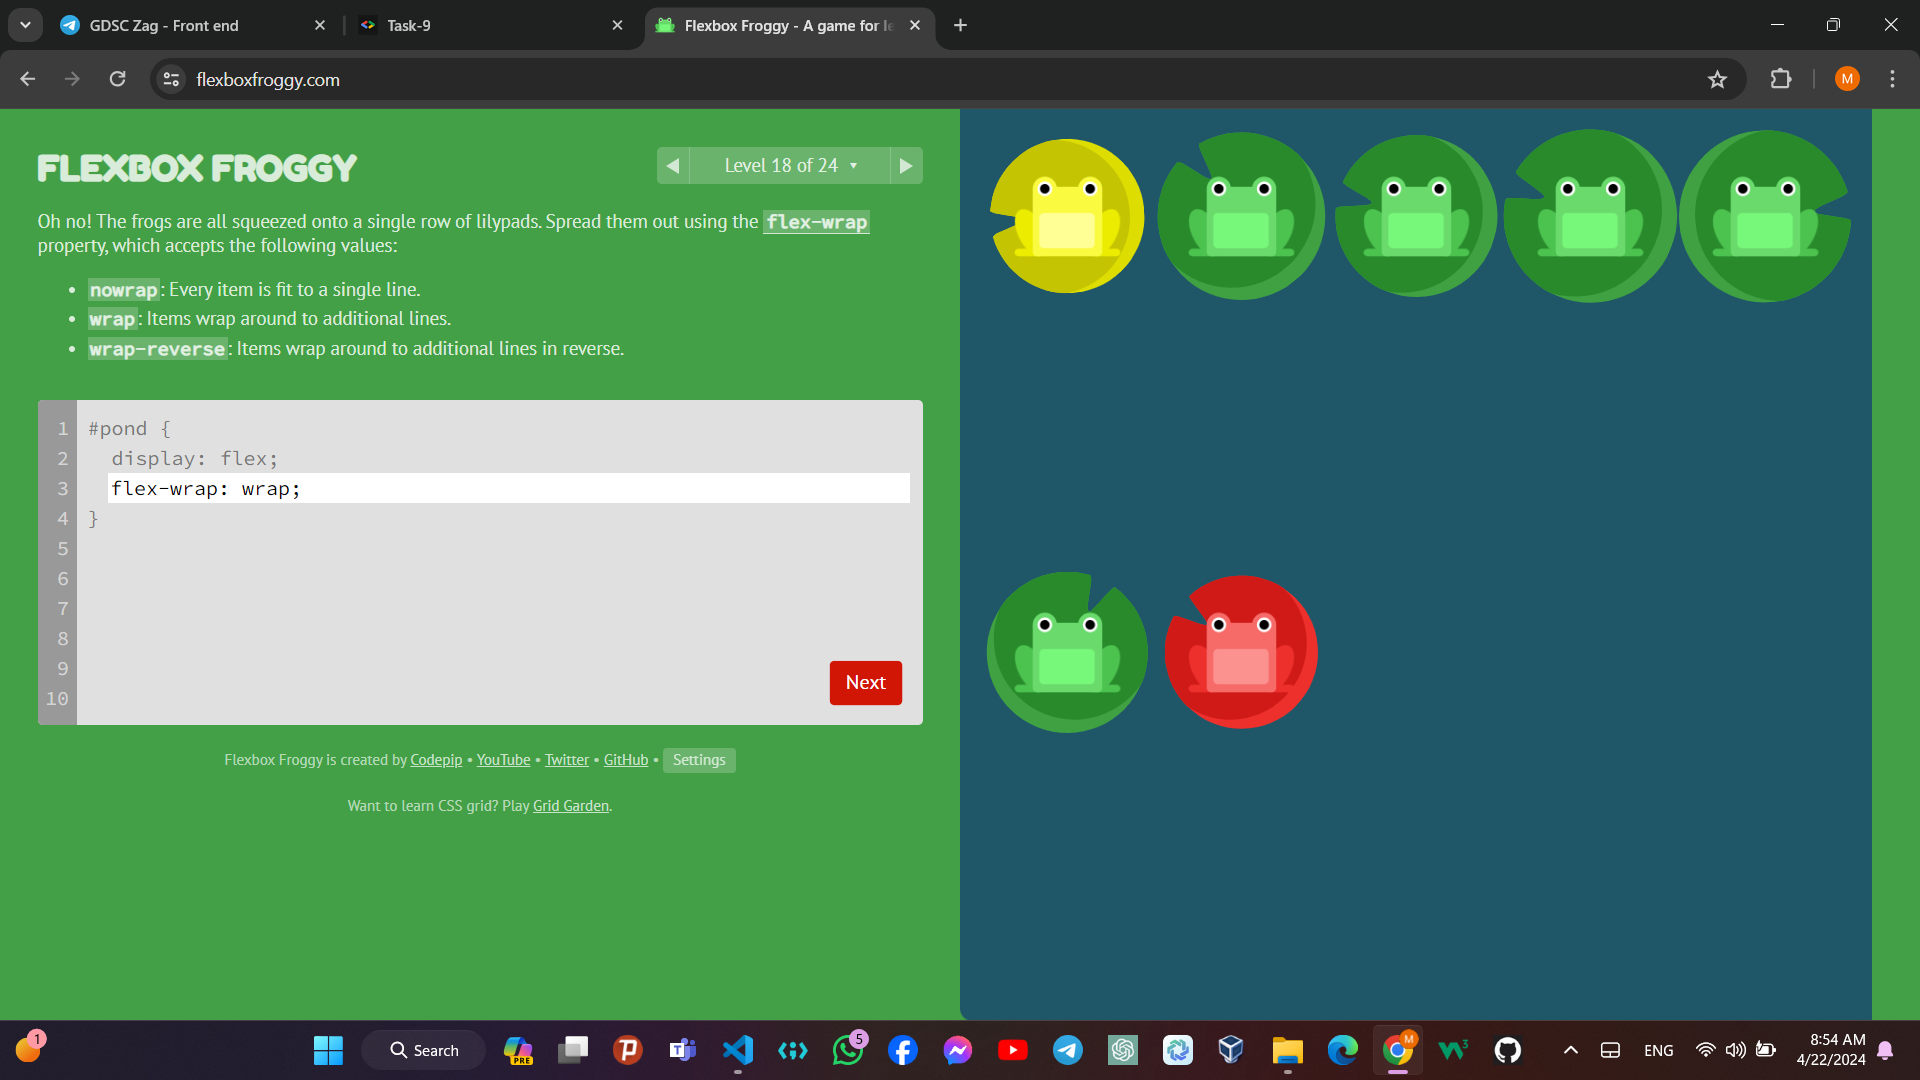 GDSC Zag - Front end
Task-9
Flexbox Froggy - A game for le
flexboxfroggy.com
M
FLEXBOX FROGGY
Level 18 of 24 ▼
Oh no! The frogs are all squeezed onto a single row of lilypads. Spread them out using the flex-wrap
property, which accepts the following values:
• nowrap: Every item is fit to a single line.
• wrap: Items wrap around to additional lines.
• wrap-reverse: Items wrap around to additional lines in reverse.
1 #pond {
2 display: flex;
3 flex-wrap: wrap;
4 }
5
6
7
8
9
10
Next
Flexbox Froggy is created by Codepip • YouTube • Twitter • GitHub • Settings
Want to learn CSS grid? Play Grid Garden.
1
Search
PRE
5
M
ENG
8:54 AM
4/22/2024